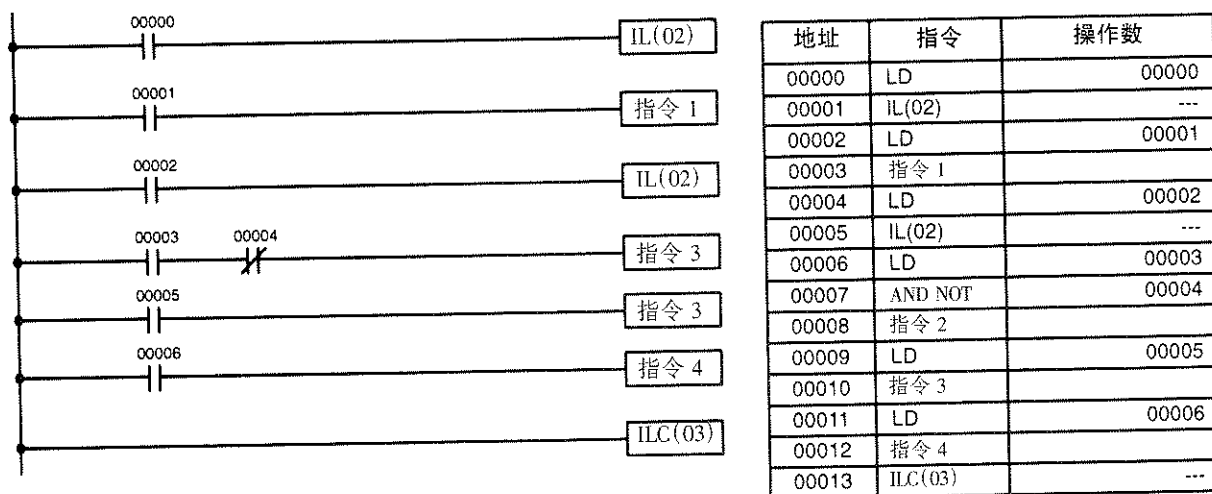 00000
IL(02)
00001
指令 1
00002
IL(02)
00003 00004
指令 3
00005
指令 3
00006
指令 4
ILC(03)
地址 指令 操作数
00000 LD 00000
00001 IL(02) ---
00002 LD 00001
00003 指令 1
00004 LD 00002
00005 IL(02) ---
00006 LD 00003
00007 AND NOT 00004
00008 指令 2
00009 LD 00005
00010 指令 3
00011 LD 00006
00012 指令 4
00013 ILC(03) ---